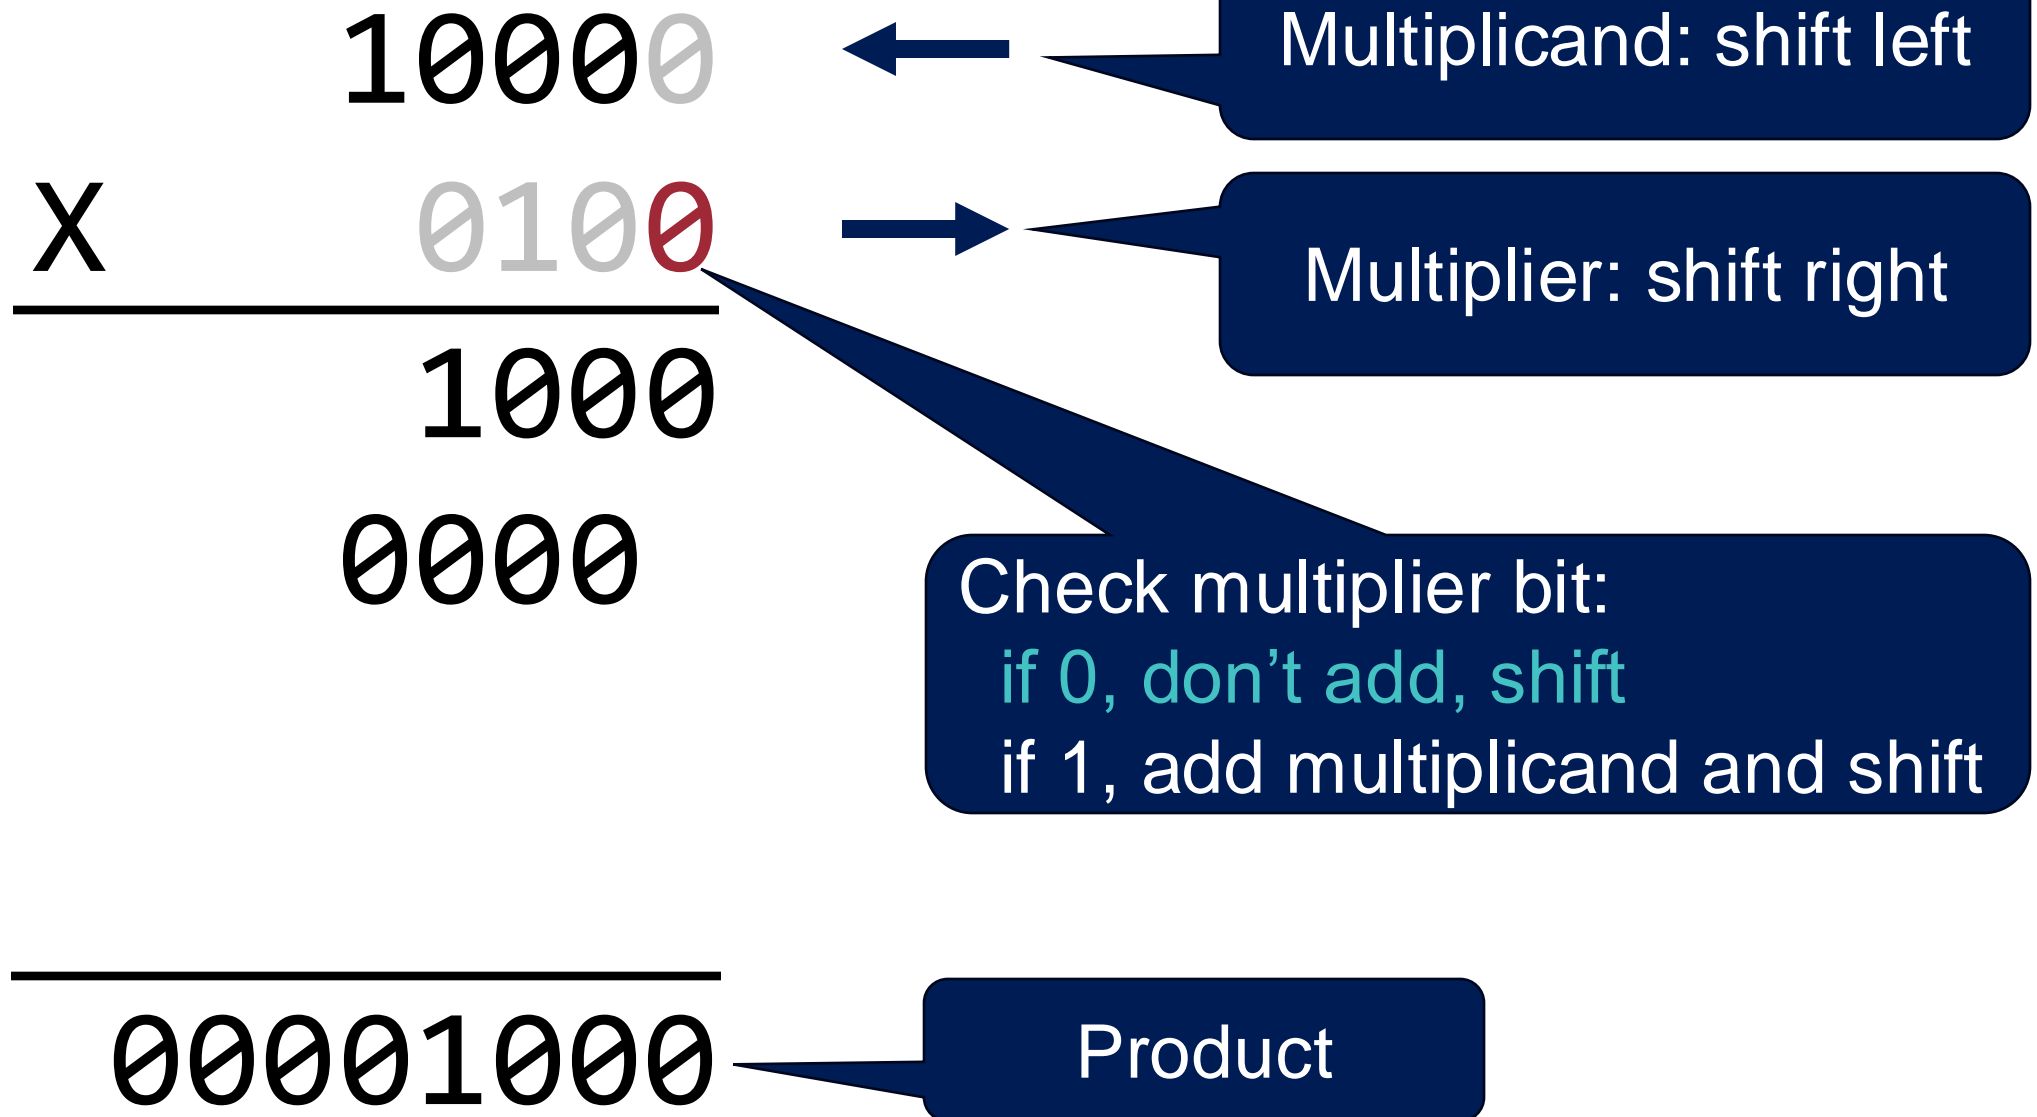 10000
Multiplicand: shift left
X 0100
Multiplier: shift right
1000
0000
Check multiplier bit:
if 0, don’t add, shift
if 1, add multiplicand and shift
00001000
Product